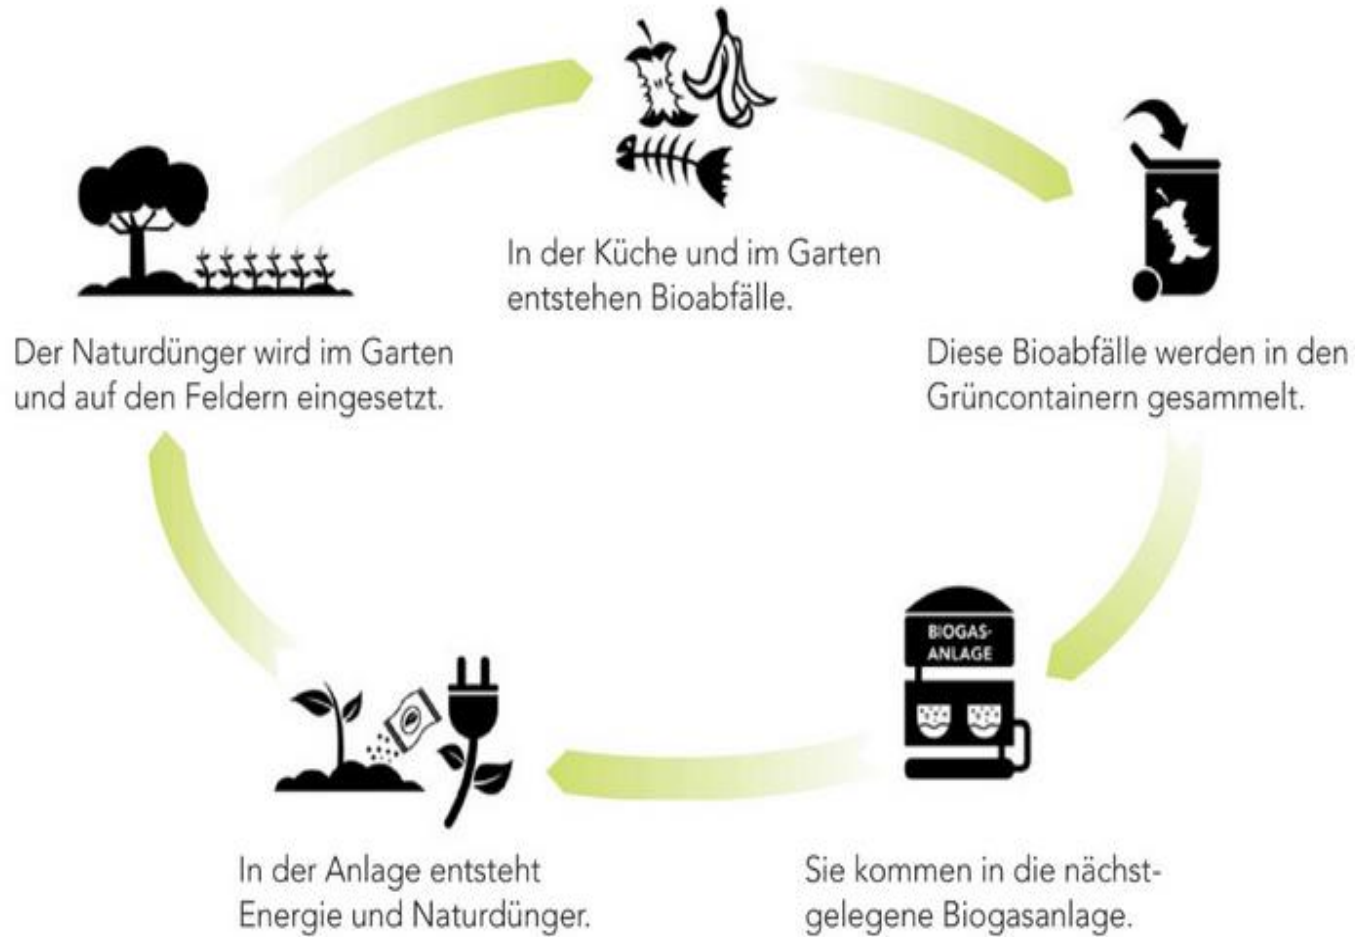 In der Küche und im Garten
entstehen Bioabfälle.
Diese Bioabfälle werden in den
Grüncontainern gesammelt.
BIOGAS-
ANLAGE
Sie kommen in die nächst-
gelegene Biogasanlage.
In der Anlage entsteht
Energie und Naturdünger.
Der Naturdünger wird im Garten
und auf den Feldern eingesetzt.